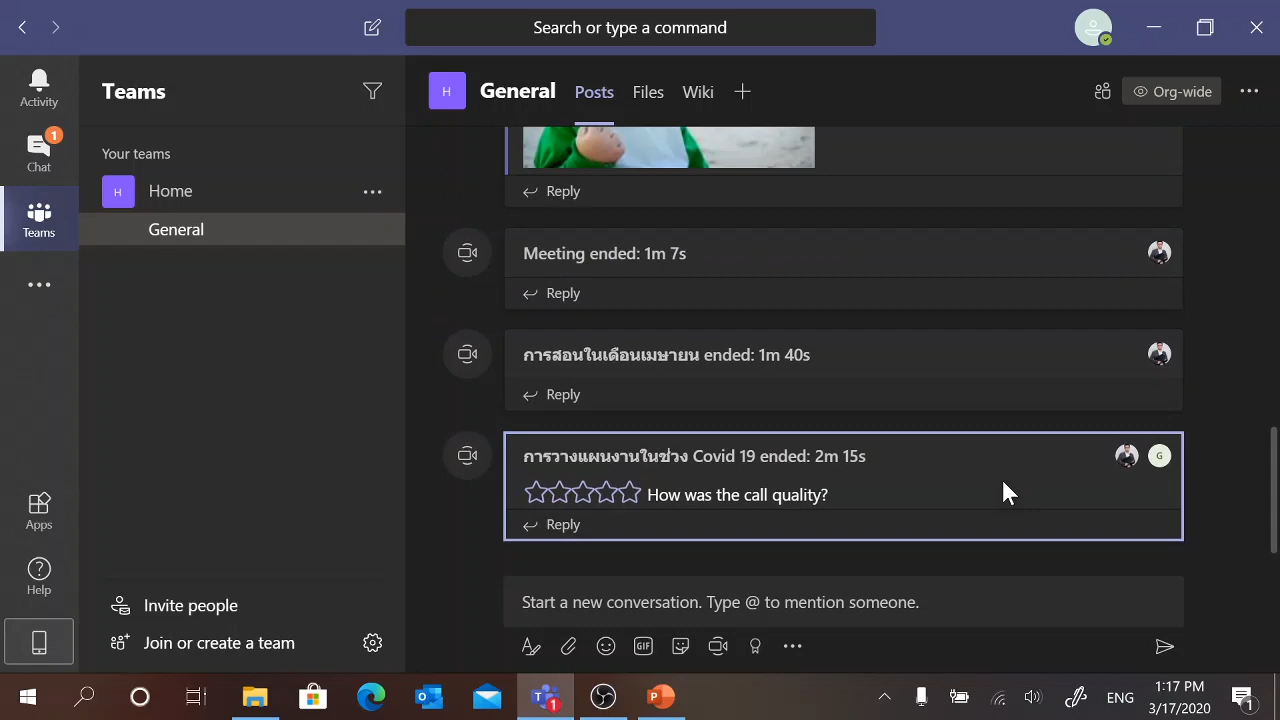 Search or type a command
Activity
Chat
1
Teams
Apps
Help
Teams
Your teams
H
Home
General
Invite people
Join or create a team
H
General
Posts
Files
Wiki
Org-wide
Reply
Meeting ended: 1m 7s
Reply
การสอนในเดือนเมษายน ended: 1m 40s
Reply
การวางแผนงานในช่วง Covid 19 ended: 2m 15s
G
How was the call quality?
Reply
Start a new conversation. Type @ to mention someone.
GIF
ENG
1:17 PM
3/17/2020
1